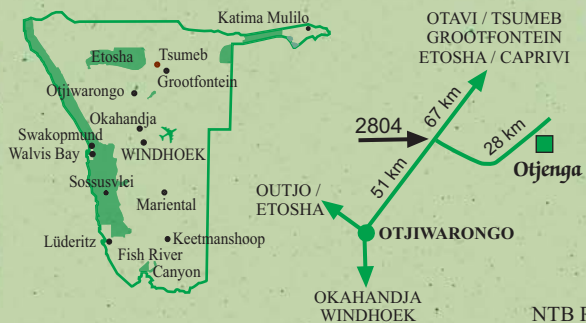 Katima Mulilo
Etosha
Tsumeb
Grootfontein
Otjiwarongo
Okahandja
Swakopmund
Walvis Bay
WINDHOEK
Sossusvlei
Mariental
Lüderitz
Keetmanshoop
Fish River
Canyon
OTAVI / TSUMEB
GROOTFONTEIN
ETOSHA / CAPRIVI
67 km
2804
28 km
Otjenga
51 km
OUTJO /
ETOSHA
OTJIWARONGO
OKAHANDJA
WINDHOEK
NTB